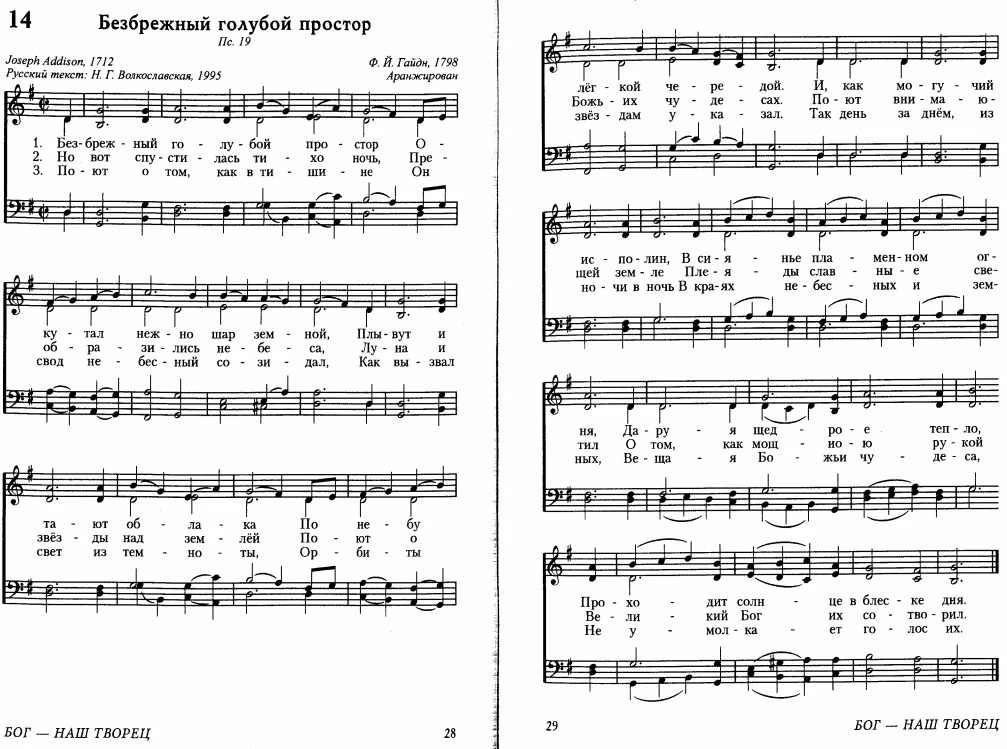 14
Безбрежный голубой простор
Пс. 19
Joseph Addison, 1712
Ф. Й. Гайдн, 1798
Русский текст: Н. Г. Волкославская, 1995
Аранжирован
1. Без - бреж - ный го - лу - бой про - стор О -
2. Но вот спу - сти - лась ти - хо ночь, Пре -
3. По - ют о том, как в ти - ши - не Он
ку - тал неж - но шар зем - ной, Плы - вут и
об - ра - зи - лись не - бе - са, Лу - на и
свод не - бес - ный со - зи - дал, Как вы - звал
та - ют об - ла - ка По не - бу
звёз - ды над зем - лёй По - ют о
свет из тем - но - ты, Ор - би - ты
БОГ — НАШ ТВОРЕЦ
28
лёг - кой че - ре - дой. И, как мо - гу - чий
Божь - их чу - де - сах. По - ют вни - ма - ю -
звёз - дам у - ка - зал. Так день за днём, из
ис - по - лин, В си - я - нье пла - мен - ном ог -
щей зем - ле Пле - я - ды слав - ны - е све -
но - чи в ночь В кра - ях не - бес - ных и зем -
ня, Да - ру - я щед - ро - е теп - ло,
тил О том, как мощ - но - ю ру - кой
ных, Ве - ща - я Бо - жьи чу - де - са,
Про - хо - дит солн - це в блес - ке дня.
Ве - ли - кий Бог их со - тво - рил.
Не у - мол - ка - ет го - лос их.
29
БОГ — НАШ ТВОРЕЦ